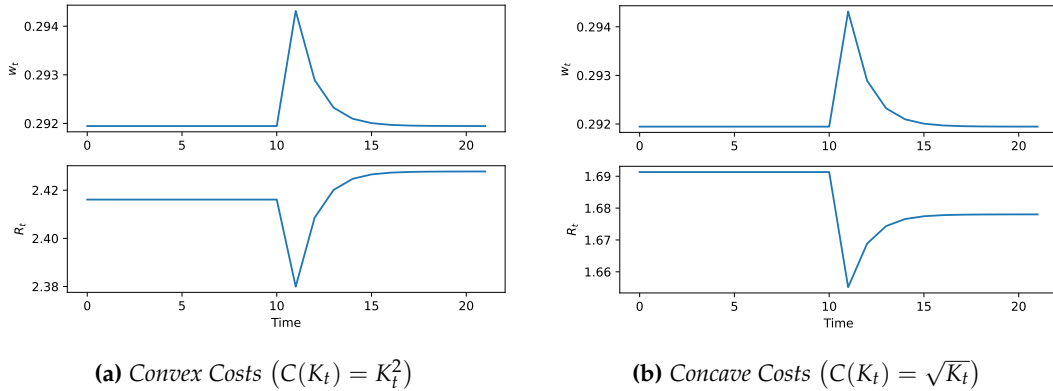 0.294
0.293
0.292
w_t
0 5 10 15 20
2.42
2.40
2.38
R_t
0 5 10 15 20
Time
(a) Convex Costs (C(K_t) = K_t^2)
0.294
0.293
0.292
w_t
0 5 10 15 20
1.69
1.68
1.67
1.66
R_t
0 5 10 15 20
Time
(b) Concave Costs (C(K_t) = √K_t)